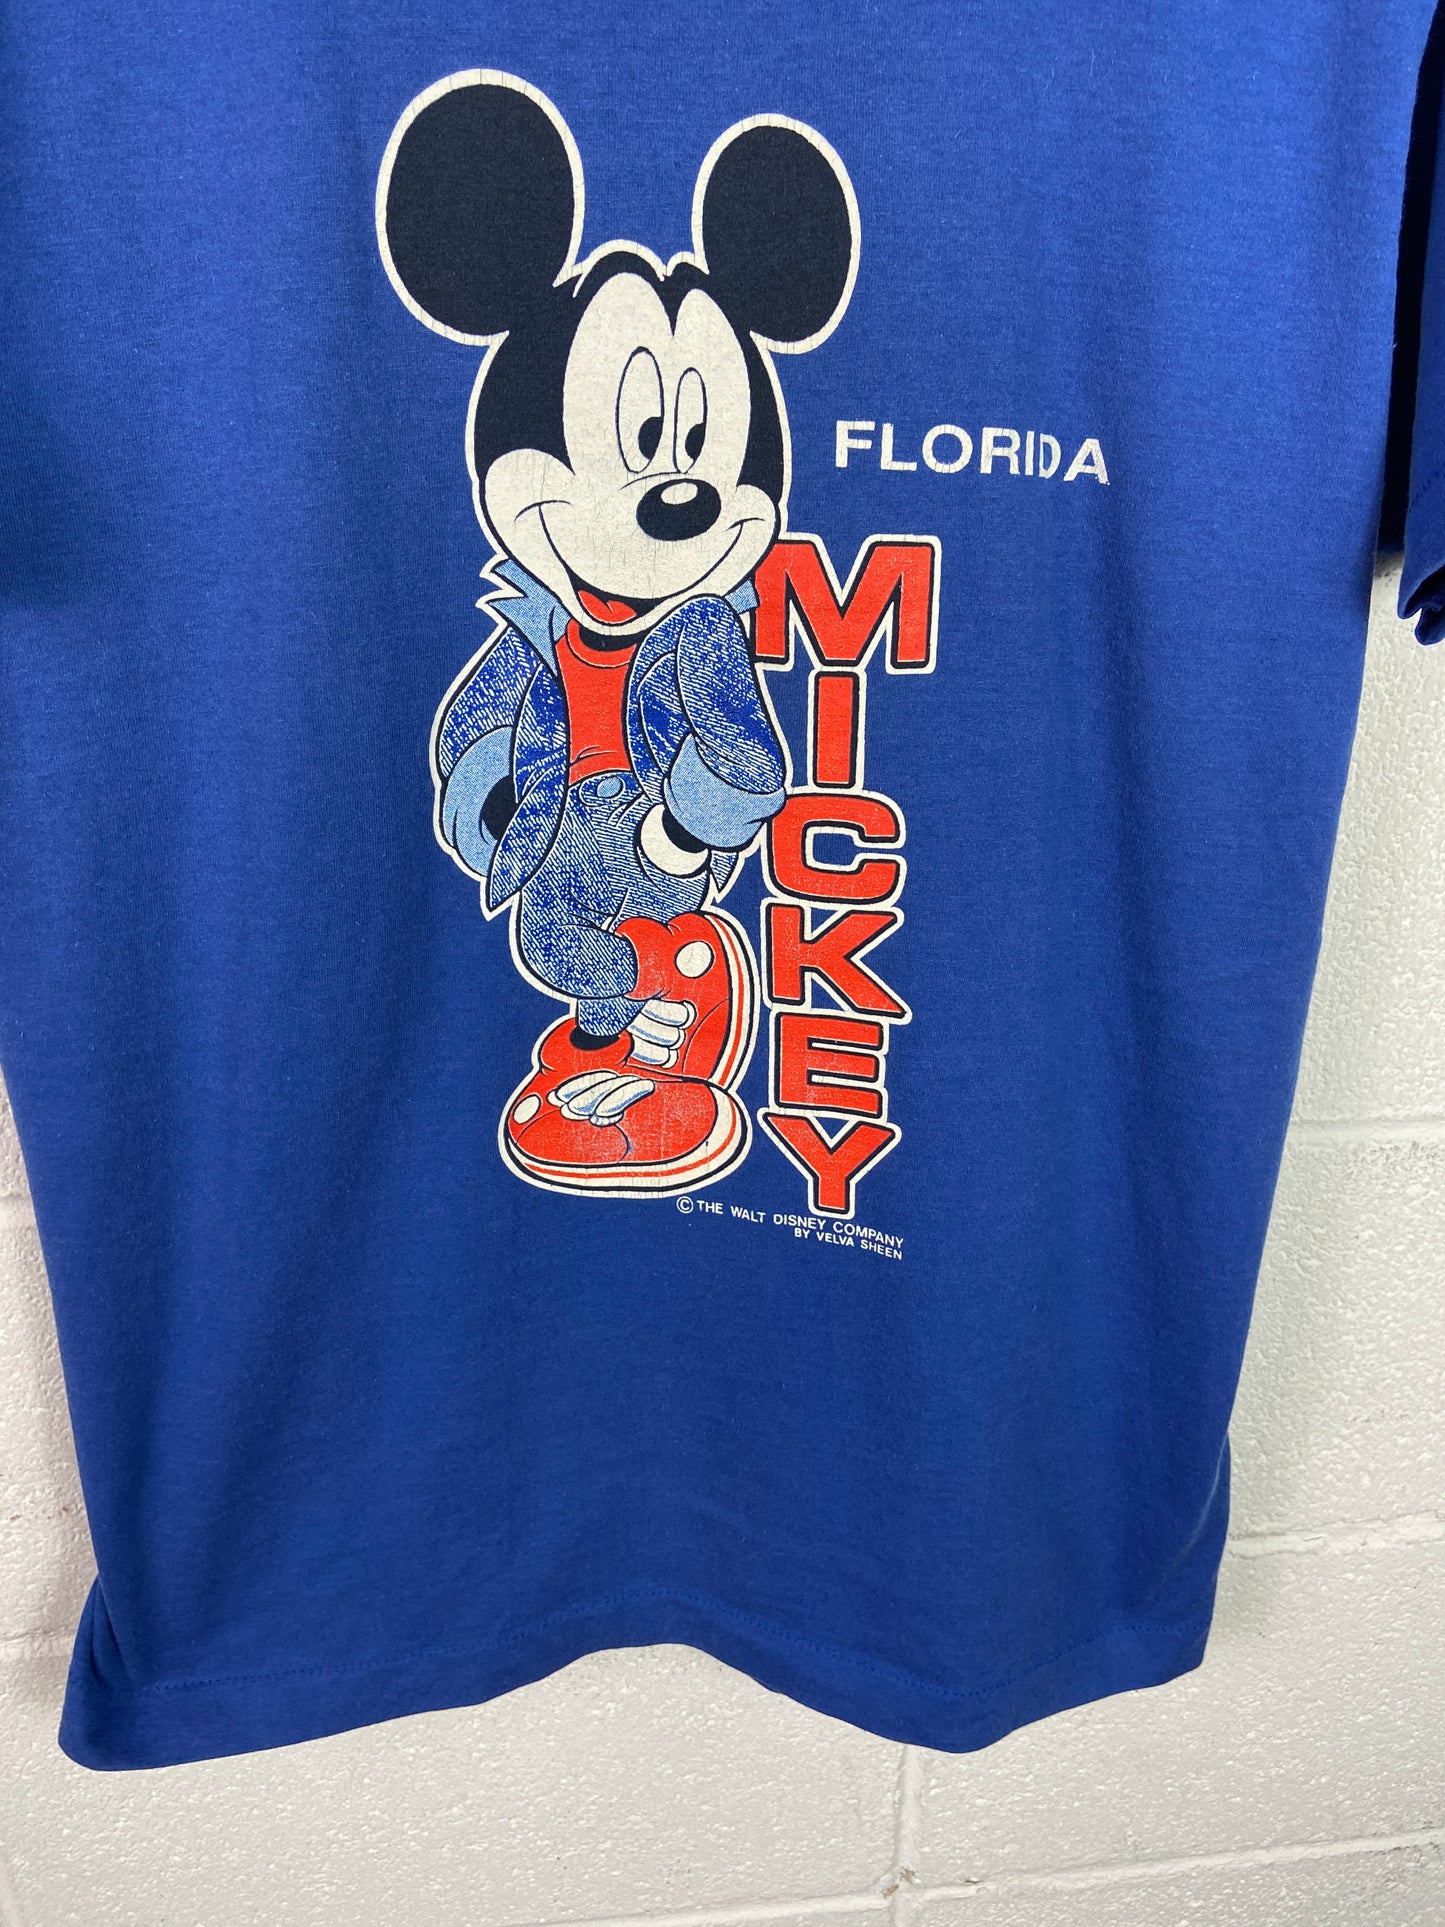 FLORIDA
MICKEY
© THE WALT DISNEY COMPANY
BY VELVA SHEEN